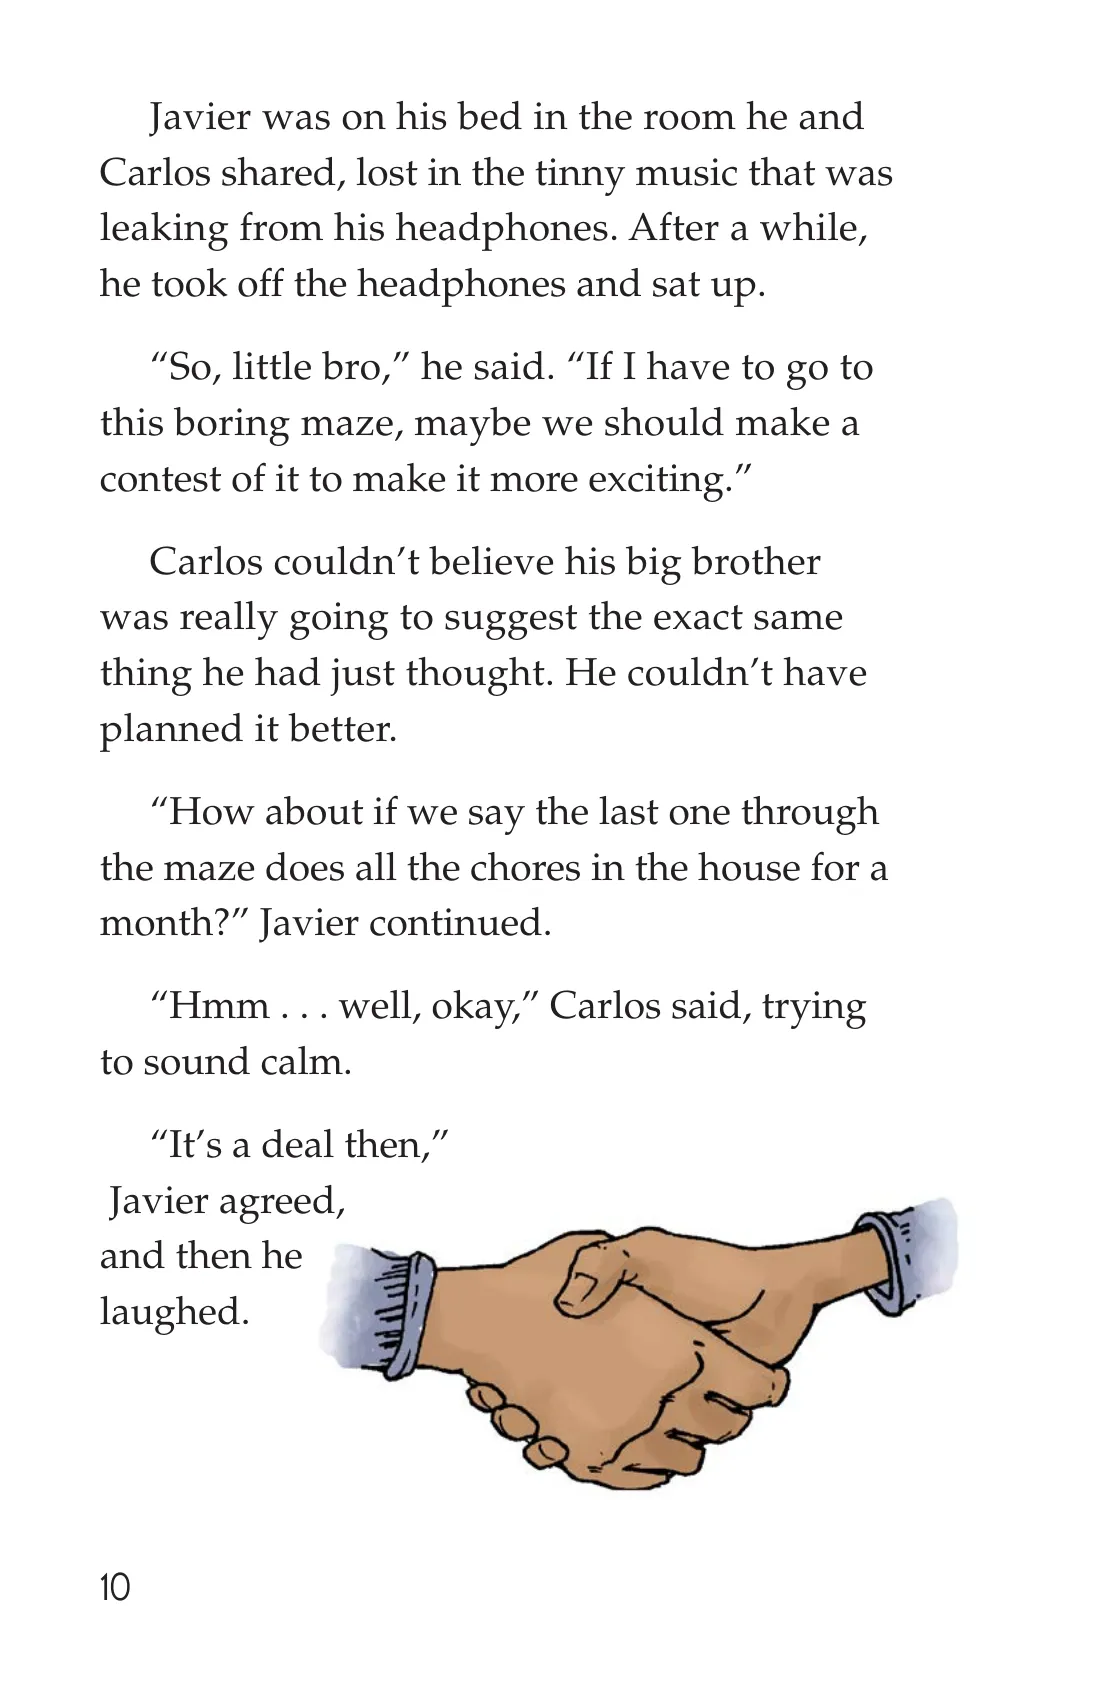 Javier was on his bed in the room he and
Carlos shared, lost in the tinny music that was
leaking from his headphones. After a while,
he took off the headphones and sat up.
“So, little bro,” he said. “If I have to go to
this boring maze, maybe we should make a
contest of it to make it more exciting.”
Carlos couldn’t believe his big brother
was really going to suggest the exact same
thing he had just thought. He couldn’t have
planned it better.
“How about if we say the last one through
the maze does all the chores in the house for a
month?” Javier continued.
“Hmm . . . well, okay,” Carlos said, trying
to sound calm.
“It’s a deal then,”
Javier agreed,
and then he
laughed.
10